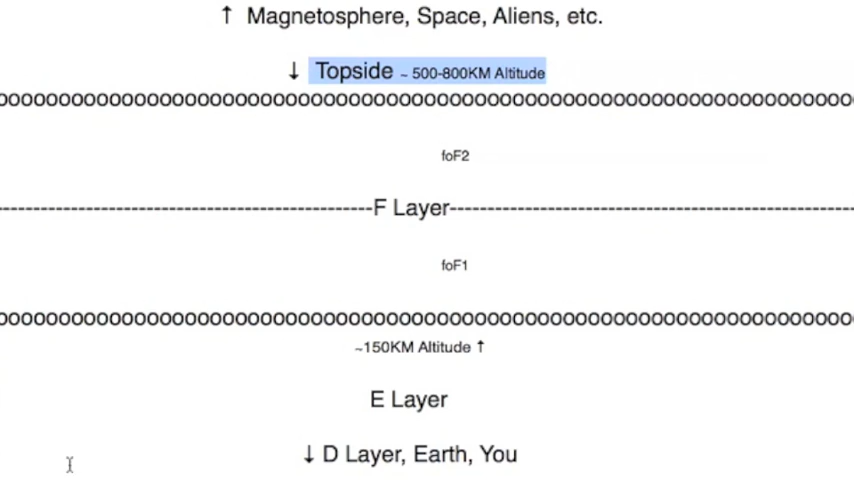 ↑ Magnetosphere, Space, Aliens, etc.
↓ Topside ~ 500-800KM Altitude
OOOOOOOOOOOOOOOOOOOOOOOOOOOOOOOOOOOOOOOOOOOOOOOOOOOOOOOOOOOOOOOOOOOOOO
foF2
-----------------------------------------------------F Layer-----------------------------------------------------
foF1
OOOOOOOOOOOOOOOOOOOOOOOOOOOOOOOOOOOOOOOOOOOOOOOOOOOOOOOOOOOOOOOOOOOOOO
~150KM Altitude ↑
E Layer
↓ D Layer, Earth, You